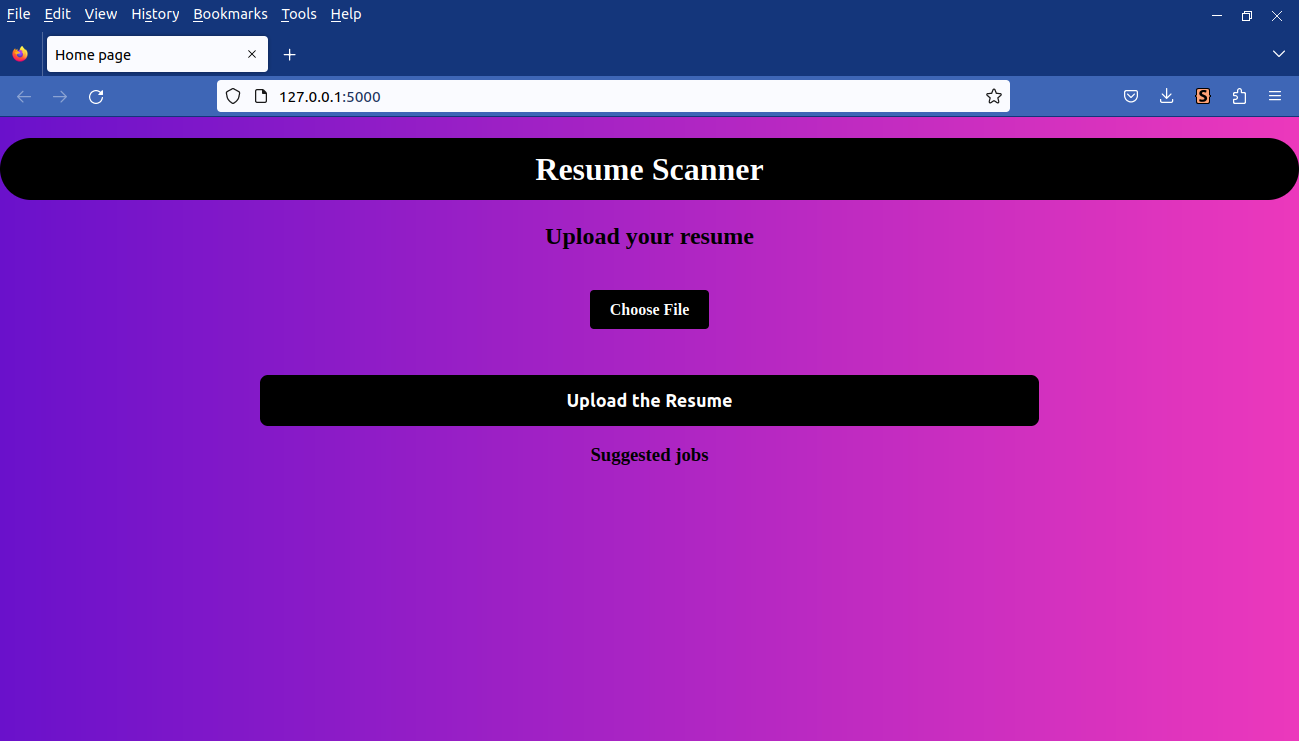 File Edit View History Bookmarks Tools Help
Home page
127.0.0.1:5000
S
Resume Scanner
Upload your resume
Choose File
Upload the Resume
Suggested jobs